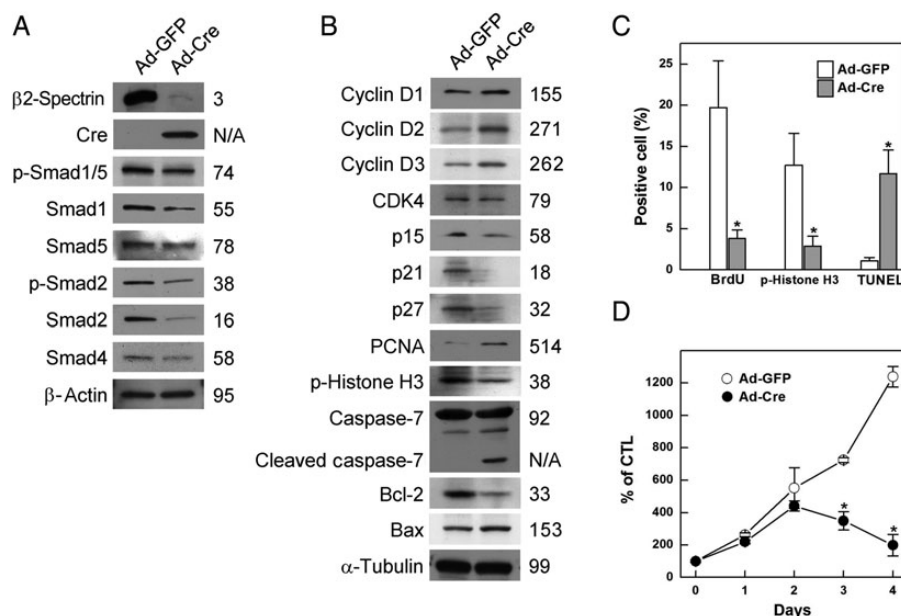 A
Ad-GFP
Ad-Cre
β2-Spectrin 3
Cre N/A
p-Smad1/5 74
Smad1 55
Smad5 78
p-Smad2 38
Smad2 16
Smad4 58
β-Actin 95
B
Ad-GFP
Ad-Cre
Cyclin D1 155
Cyclin D2 271
Cyclin D3 262
CDK4 79
p15 58
p21 18
p27 32
PCNA 514
p-Histone H3 38
Caspase-7 92
Cleaved caspase-7 N/A
Bcl-2 33
Bax 153
α-Tubulin 99
C
Ad-GFP
Ad-Cre
Positive cell (%)
25
20
15
10
5
0
* * *
BrdU p-Histone H3 TUNEL
D
Ad-GFP
Ad-Cre
% of CTL
1200
1000
800
600
400
200
0
* *
0 1 2 3 4
Days